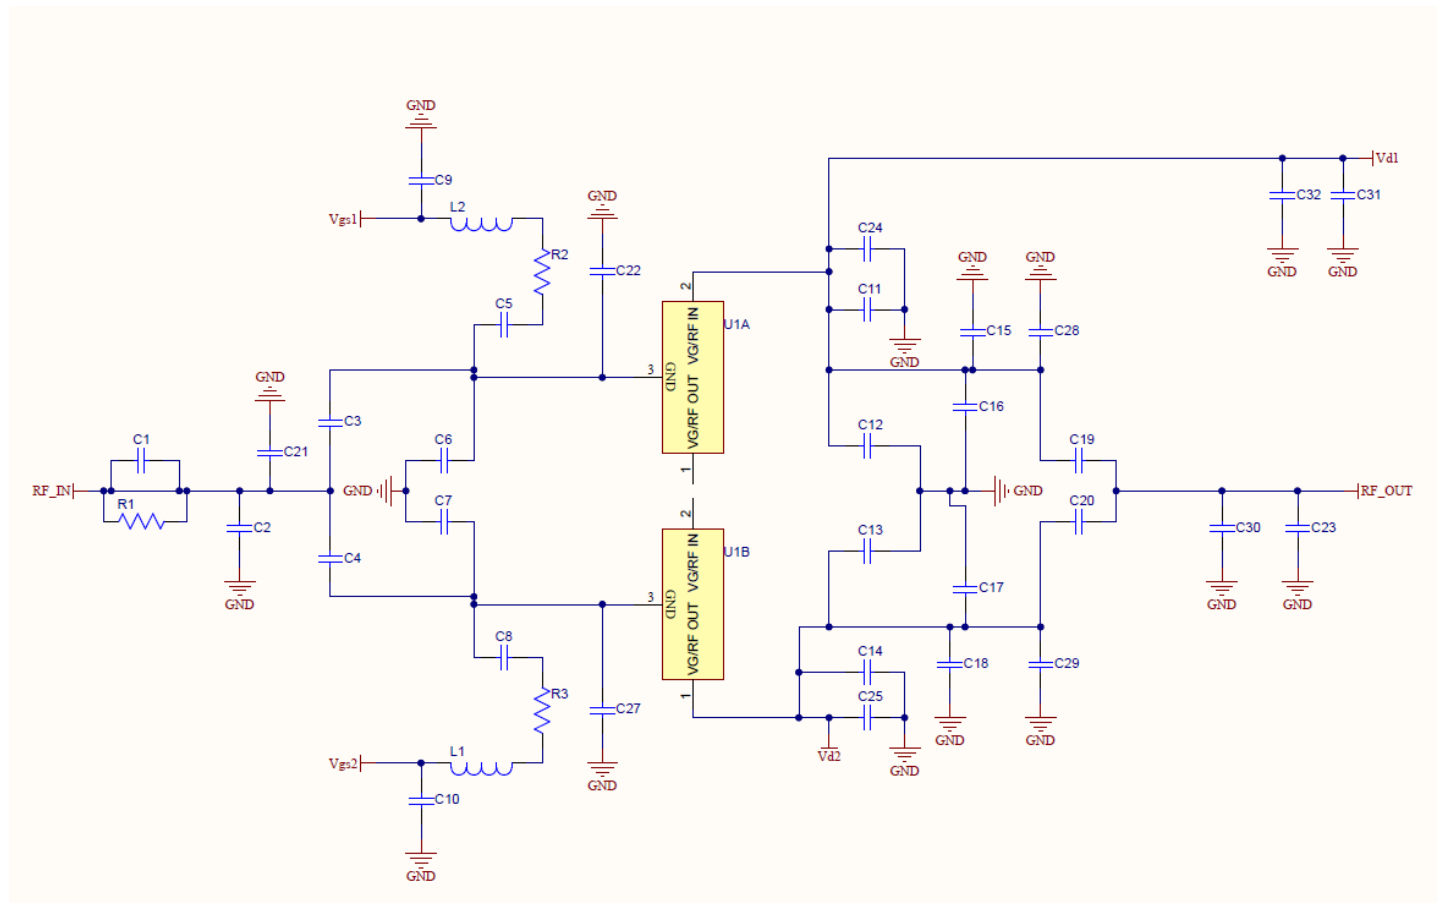 GND
C9
Vgs1
L2
GND
R2
C22
C5
Vd1
C32
C31
GND
GND
C24
C11
GND
GND
GND
C15
C28
2
U1A
VG/RF IN
3
GND
VG/RF OUT
1
GND
C21
C3
C1
C6
RF_IN
R1
GND
C7
C2
C4
GND
C16
C12
C19
GND
RF_OUT
C20
C13
C30
C23
GND
GND
C17
2
U1B
VG/RF IN
3
GND
VG/RF OUT
1
C8
R3
C27
GND
L1
Vgs2
C10
GND
C14
C25
C18
C29
Vd2
GND
GND
GND